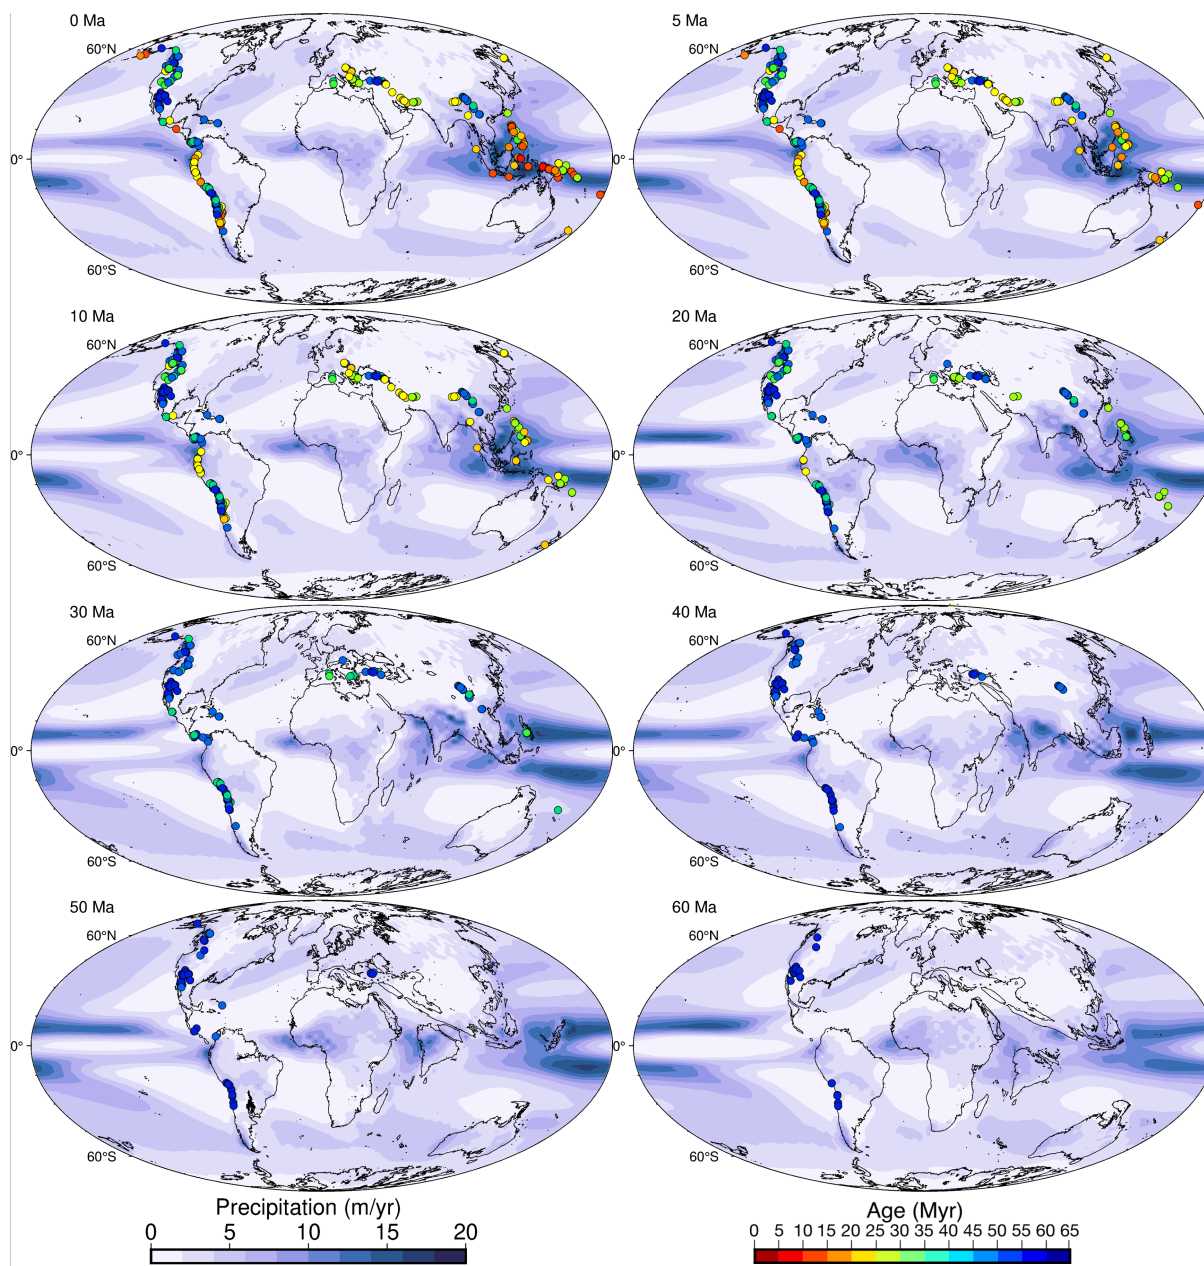 0 Ma
5 Ma
60°N
60°N
0°
0°
60°S
60°S
10 Ma
20 Ma
60°N
60°N
0°
0°
60°S
60°S
30 Ma
40 Ma
60°N
60°N
0°
0°
60°S
60°S
50 Ma
60 Ma
60°N
60°N
0°
0°
60°S
60°S
Precipitation (m/yr)
0 5 10 15 20
Age (Myr)
0 5 10 15 20 25 30 35 40 45 50 55 60 65